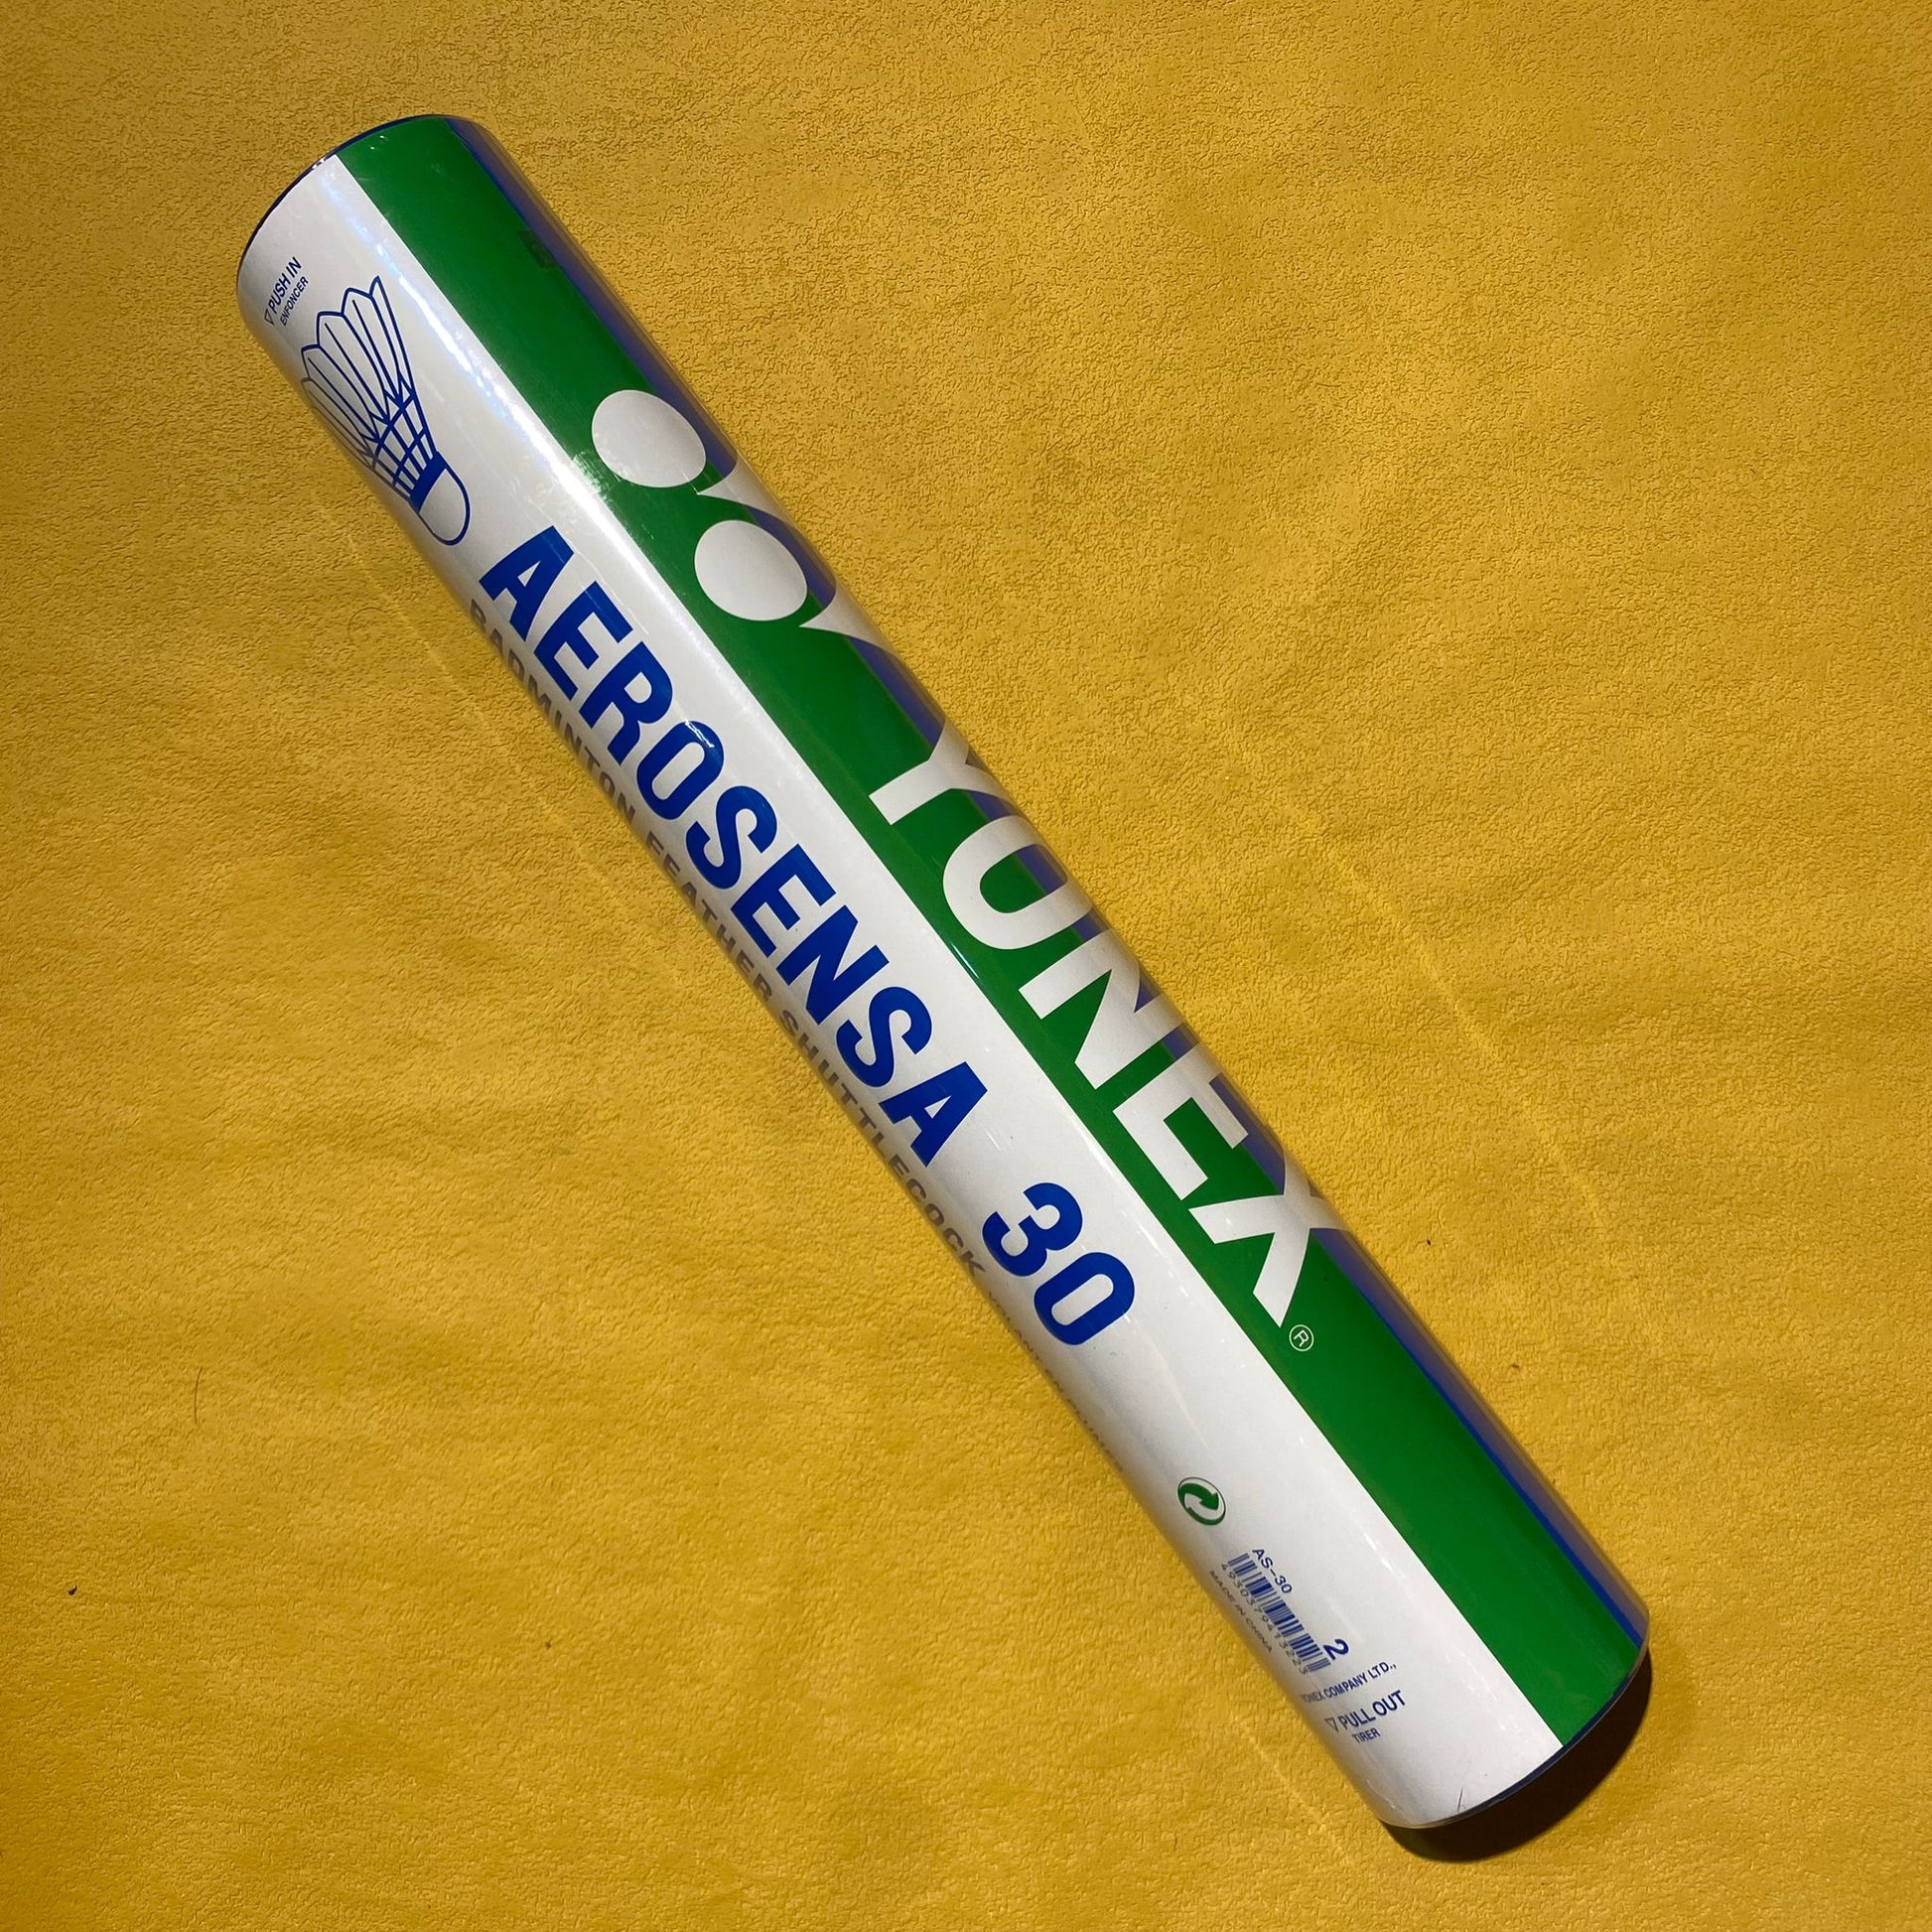 PUSH IN
ENFONCER
YONEX®
AEROSENSA 30
BADMINTON FEATHER SHUTTLECOCK
AS-30
2
MADE IN CHINA
YONEX COMPANY LTD.,
PULL OUT
TIRER